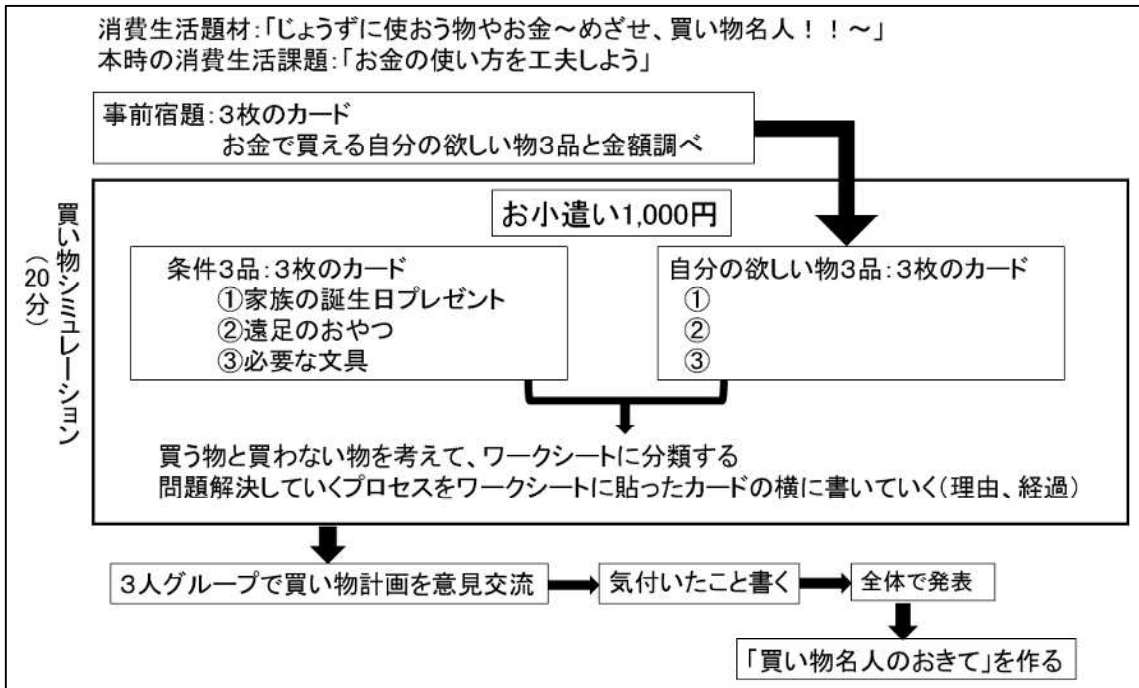 消費生活題材:「じょうずに使おう物やお金～めざせ、買い物名人!!～」
本時の消費生活課題:「お金の使い方を工夫しよう」
事前宿題:3枚のカード
お金で買える自分の欲しい物3品と金額調べ
買い物シミュレーション
(20分)
お小遣い1,000円
条件3品:3枚のカード
①家族の誕生日プレゼント
②遠足のおやつ
③必要な文具
自分の欲しい物3品:3枚のカード
①
②
③
買う物と買わない物を考えて、ワークシートに分類する
問題解決していくプロセスをワークシートに貼ったカードの横に書いていく(理由、経過)
3人グループで買い物計画を意見交流
気付いたこと書く
全体で発表
「買い物名人のおきて」を作る